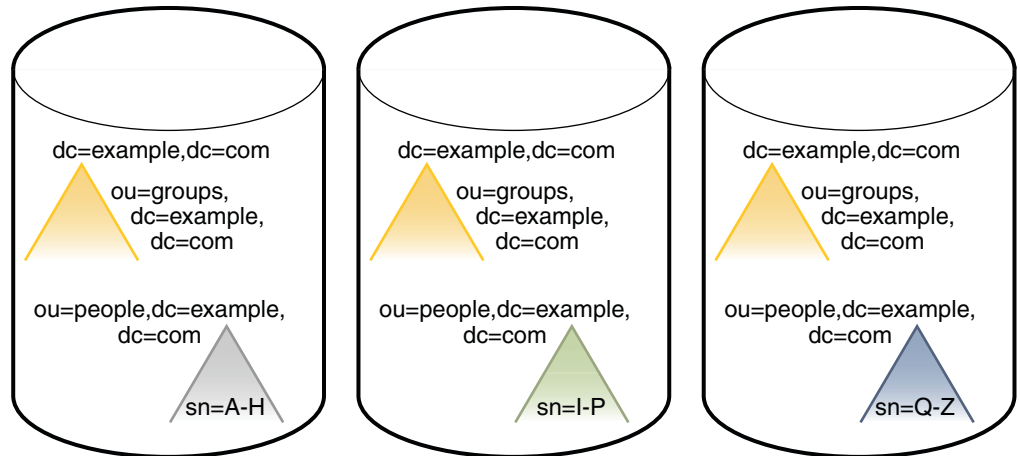 dc=example,dc=com
ou=groups,
dc=example,
dc=com
ou=people,dc=example,
dc=com
sn=A-H
dc=example,dc=com
ou=groups,
dc=example,
dc=com
ou=people,dc=example,
dc=com
sn=I-P
dc=example,dc=com
ou=groups,
dc=example,
dc=com
ou=people,dc=example,
dc=com
sn=Q-Z